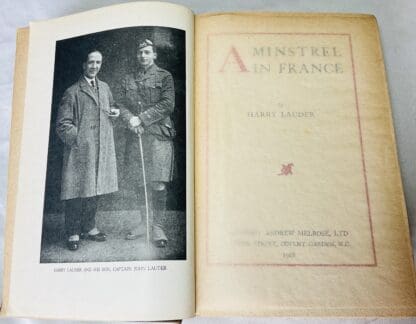 HARRY LAUDER AND HIS SON, CAPTAIN JOHN LAUDER
A MINSTREL
IN FRANCE
By
HARRY LAUDER
ANDREW MELROSE, LTD
STREET, COVENT GARDEN, W.C.
1918